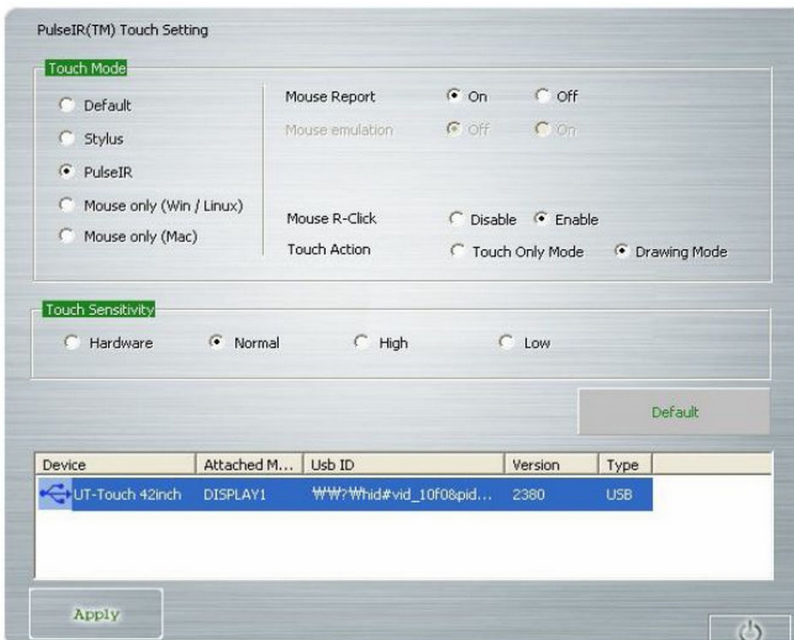 PulseIR(TM) Touch Setting
Touch Mode
Default
Stylus
PulseIR
Mouse only (Win / Linux)
Mouse only (Mac)
Mouse Report On Off
Mouse emulation Off On
Mouse R-Click Disable Enable
Touch Action Touch Only Mode Drawing Mode
Touch Sensitivity
Hardware Normal High Low
Default
Device Attached M... Usb ID Version Type
UT-Touch 42inch DISPLAY1 ₩₩?₩hid#vid_10f0&pid... 2380 USB
Apply